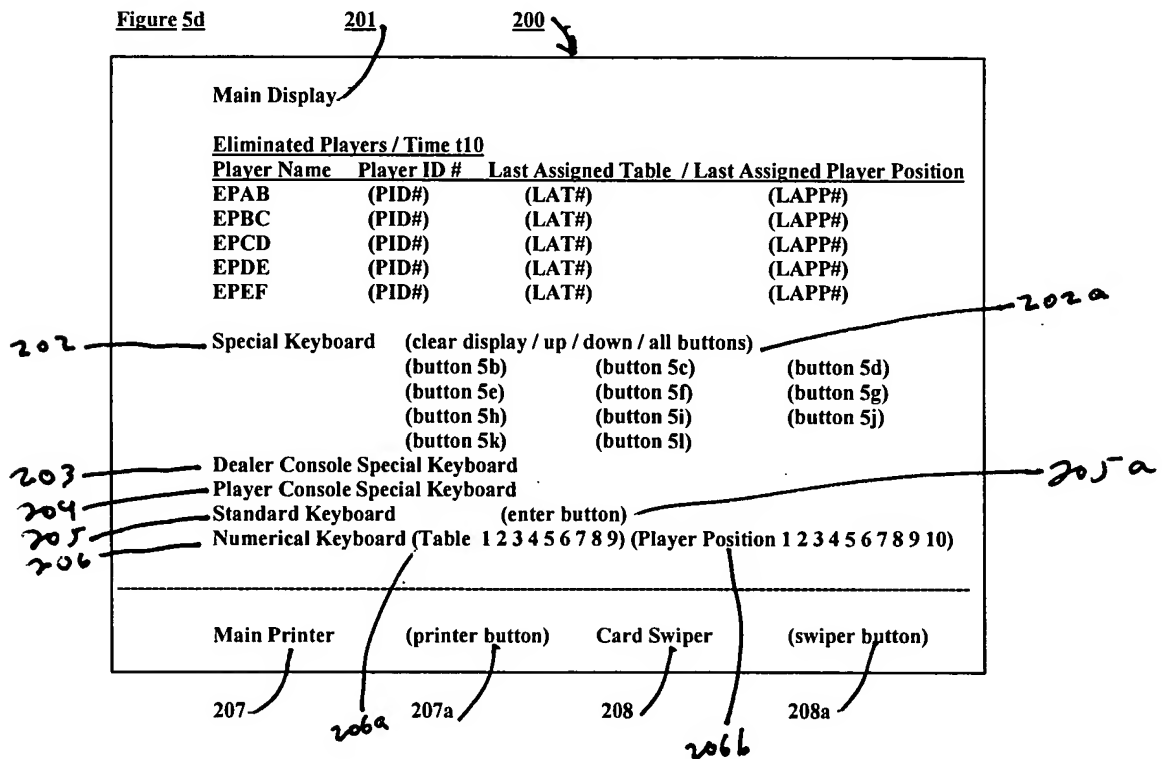 Figure 5d 201 200
Main Display
Eliminated Players / Time t10
Player Name Player ID # Last Assigned Table / Last Assigned Player Position
EPAB (PID#) (LAT#) (LAPP#)
EPBC (PID#) (LAT#) (LAPP#)
EPCD (PID#) (LAT#) (LAPP#)
EPDE (PID#) (LAT#) (LAPP#)
EPEF (PID#) (LAT#) (LAPP#)
202a
202 Special Keyboard (clear display / up / down / all buttons)
(button 5b) (button 5c) (button 5d)
(button 5e) (button 5f) (button 5g)
(button 5h) (button 5i) (button 5j)
(button 5k) (button 5l)
203 Dealer Console Special Keyboard
204 Player Console Special Keyboard
205 Standard Keyboard (enter button) 205a
206 Numerical Keyboard (Table 1 2 3 4 5 6 7 8 9) (Player Position 1 2 3 4 5 6 7 8 9 10)
Main Printer (printer button) Card Swiper (swiper button)
207 206a 207a 208 206b 208a